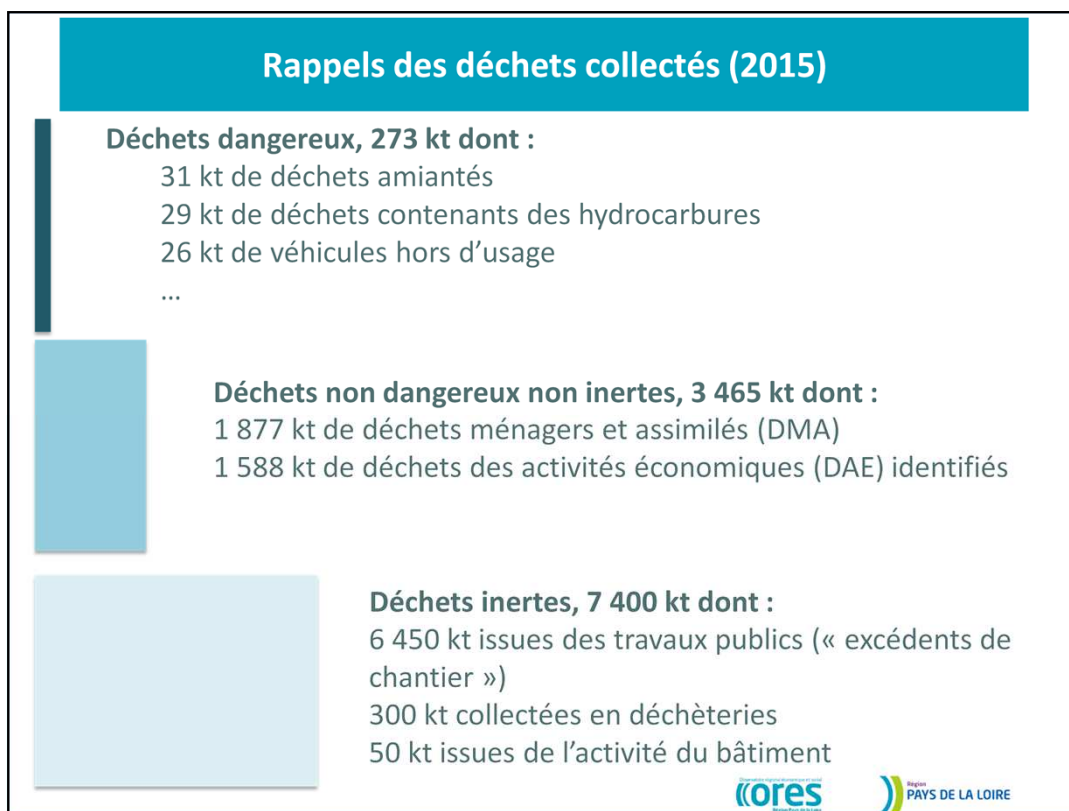 Rappels des déchets collectés (2015)
Déchets dangereux, 273 kt dont :
31 kt de déchets amiantés
29 kt de déchets contenants des hydrocarbures
26 kt de véhicules hors d’usage
...
Déchets non dangereux non inertes, 3 465 kt dont :
1 877 kt de déchets ménagers et assimilés (DMA)
1 588 kt de déchets des activités économiques (DAE) identifiés
Déchets inertes, 7 400 kt dont :
6 450 kt issues des travaux publics (« excédents de
chantier »)
300 kt collectées en déchèteries
50 kt issues de l’activité du bâtiment
ores
Région
PAYS DE LA LOIRE